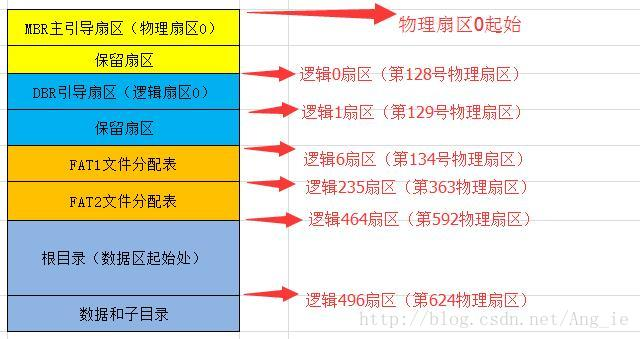 MBR主引导扇区（物理扇区0）
物理扇区0起始
保留扇区
逻辑0扇区（第128号物理扇区）
DBR引导扇区（逻辑扇区0）
逻辑1扇区（第129号物理扇区）
保留扇区
逻辑6扇区（第134号物理扇区）
FAT1文件分配表
逻辑235扇区（第363物理扇区）
FAT2文件分配表
逻辑464扇区（第592物理扇区）
根目录（数据区起始处）
逻辑496扇区（第624物理扇区）
数据和子目录
http://blog.csdn.net/Ang_ie